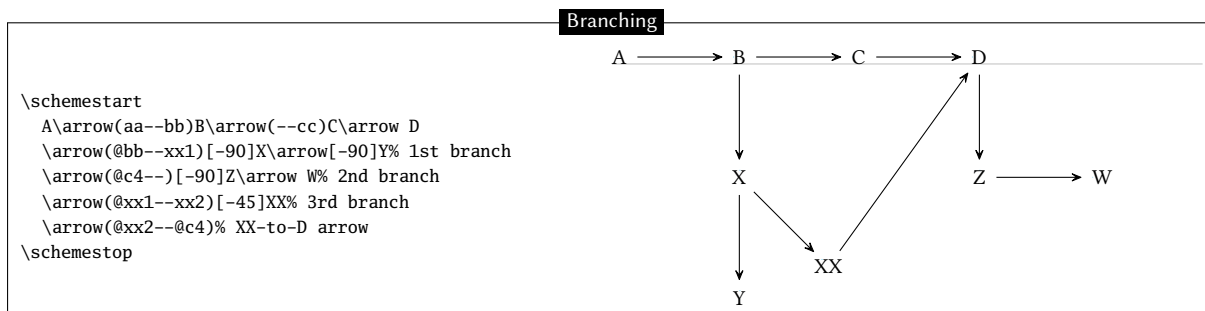 Branching
\schemestart
A\arrow(aa--bb)B\arrow(--cc)C\arrow D
\arrow(@bb--xx1)[-90]X\arrow[-90]Y% 1st branch
\arrow(@c4--)[-90]Z\arrow W% 2nd branch
\arrow(@xx1--xx2)[-45]XX% 3rd branch
\arrow(@xx2--@c4)% XX-to-D arrow
\schemestop
A B C D
X Z W
XX
Y